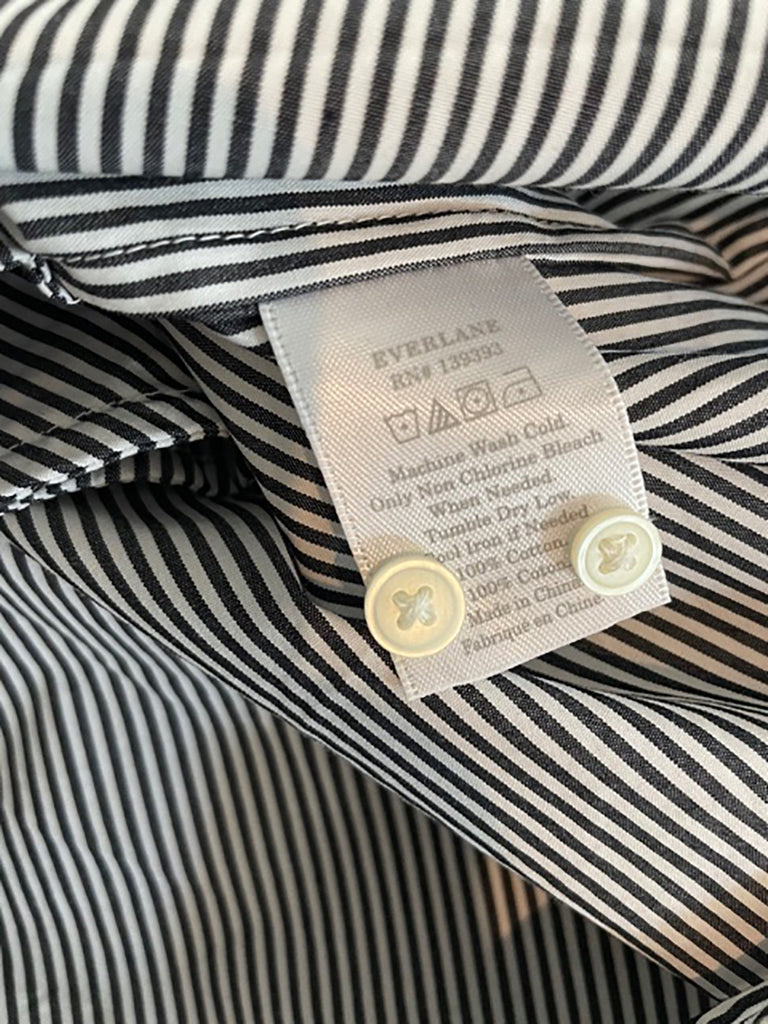 EVERLANE
RN# 139393
Machine Wash Cold.
Only Non Chlorine Bleach
When Needed.
Tumble Dry Low.
ool Iron if Needed
100% Cotton
100% Coton
Made in China
Fabriqué en Chine